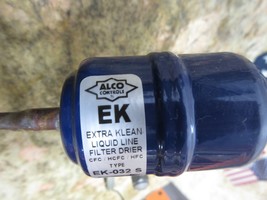 ALCO
CONTROLS
EK
EXTRA KLEAN
LIQUID LINE
FILTER DRIER
CFC / HCFC / HFC
TYPE
EK-032 S